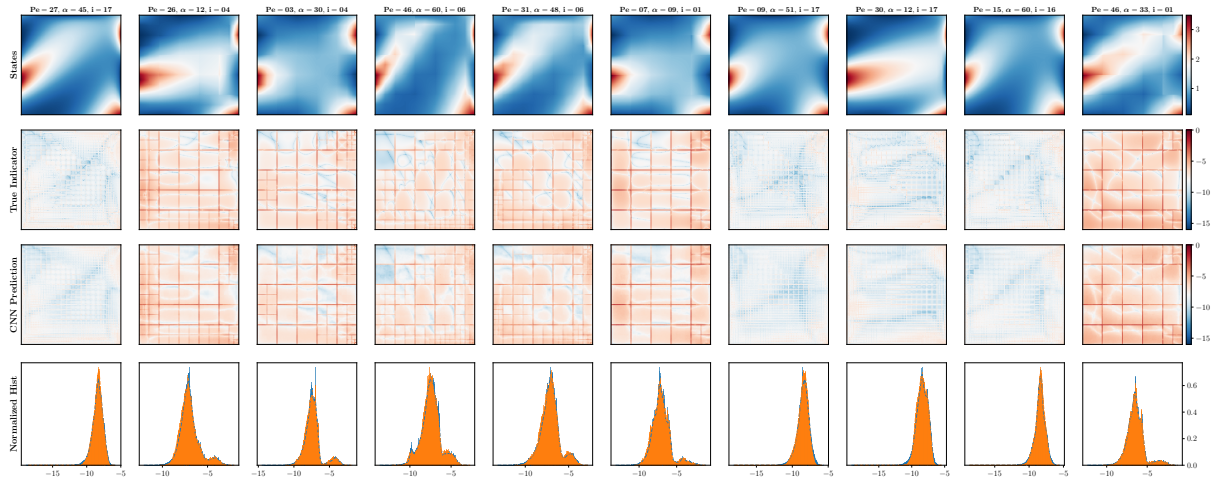 Pe−27, α−45, i−17
Pe−26, α−12, i−04
Pe−03, α−30, i−04
Pe−46, α−60, i−06
Pe−31, α−48, i−06
Pe−07, α−09, i−01
Pe−09, α−51, i−17
Pe−30, α−12, i−17
Pe−15, α−60, i−16
Pe−46, α−33, i−01
States
3
2
1
True Indicator
0
−5
−10
−15
CNN Prediction
0
−5
−10
−15
Normalized Hist
0.6
0.4
0.2
0.0
−15 −10 −5
−10 −5
−15 −10 −5
−10 −5
−10 −5
−10 −5
−15 −10 −5
−15 −10 −5
−15 −10 −5
−10 −5